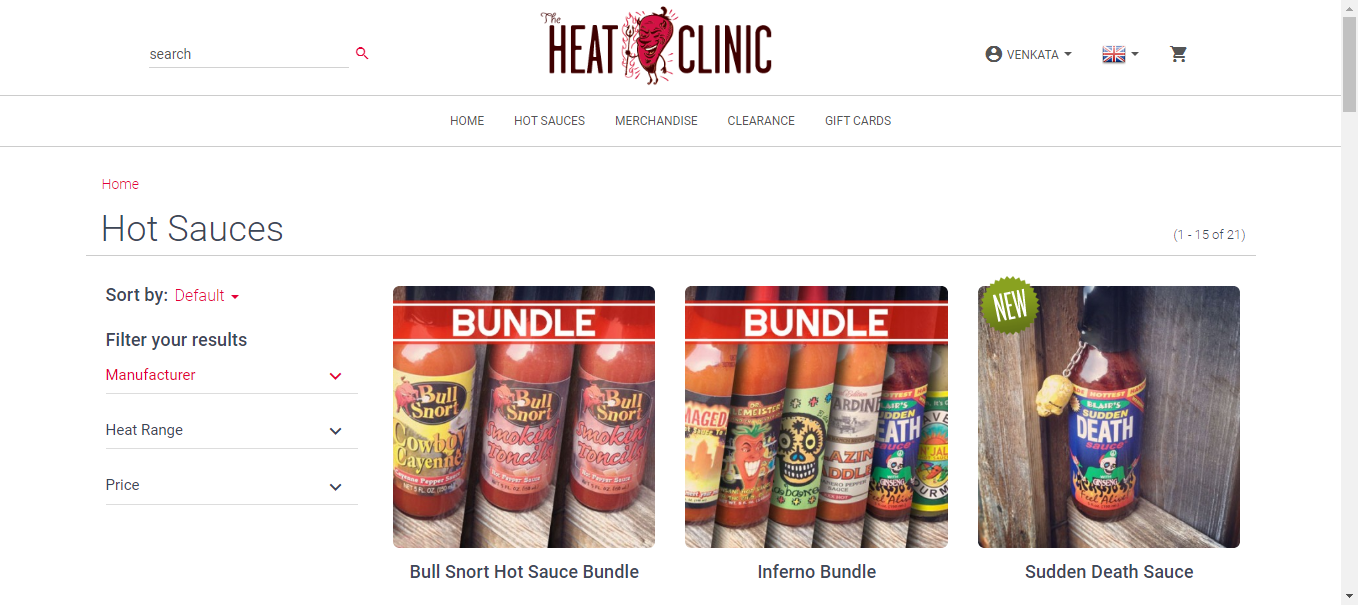 The
HEAT CLINIC
search
VENKATA
HOME HOT SAUCES MERCHANDISE CLEARANCE GIFT CARDS
Home
Hot Sauces
(1 - 15 of 21)
Sort by: Default
Filter your results
Manufacturer
Heat Range
Price
BUNDLE
Bull Snort
Cowboy Cayenne
Bull Snort
Smokin' Toncils
Bull Snort
Smokin' Toncils
Bull Snort Hot Sauce Bundle
BUNDLE
Inferno Bundle
NEW
BLAIR'S
SUDDEN
DEATH
SAUCE
GINSENG
Feel Alive!
Sudden Death Sauce